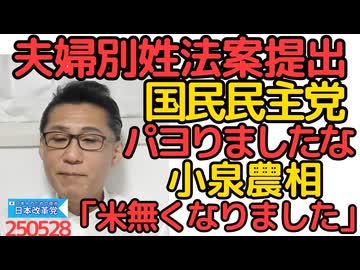 夫婦別姓法案提出
国民民主党
パヨりましたな
小泉農相
「米無くなりました」
日本改革党
250528